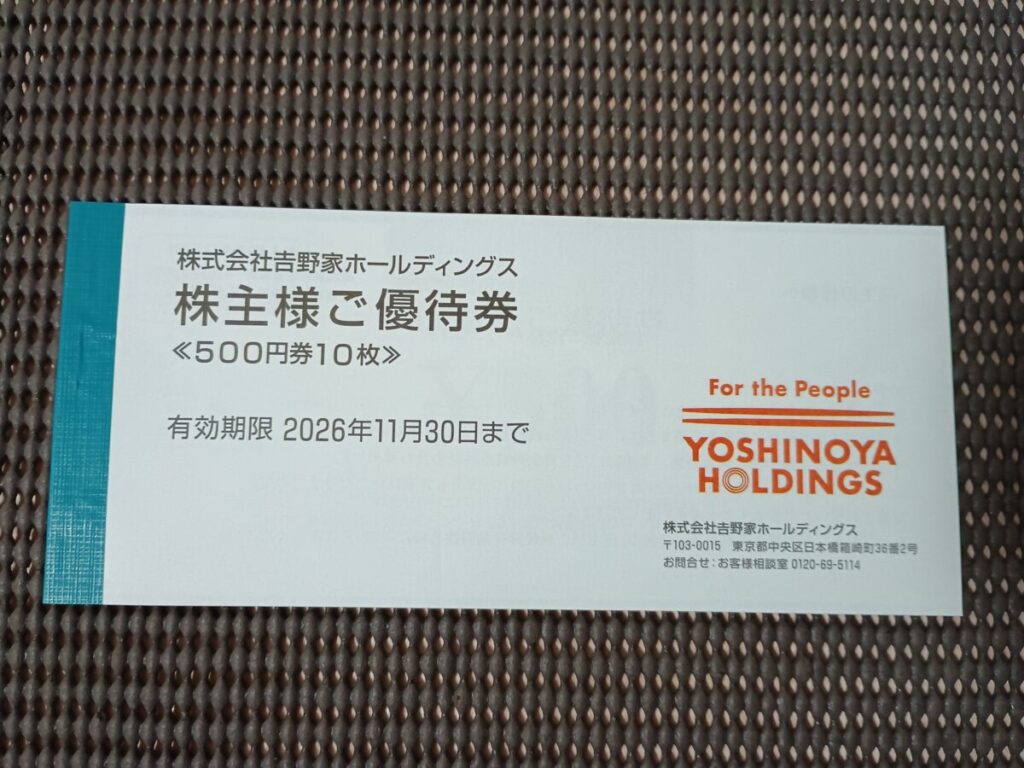 株式会社𠮷野家ホールディングス
株主様ご優待券
≪500円券10枚≫
有効期限 2026年11月30日まで
For the People
YOSHINOYA
HOLDINGS
株式会社𠮷野家ホールディングス
〒103-0015 東京都中央区日本橋箱崎町36番2号
お問合せ:お客様相談室 0120-69-5114